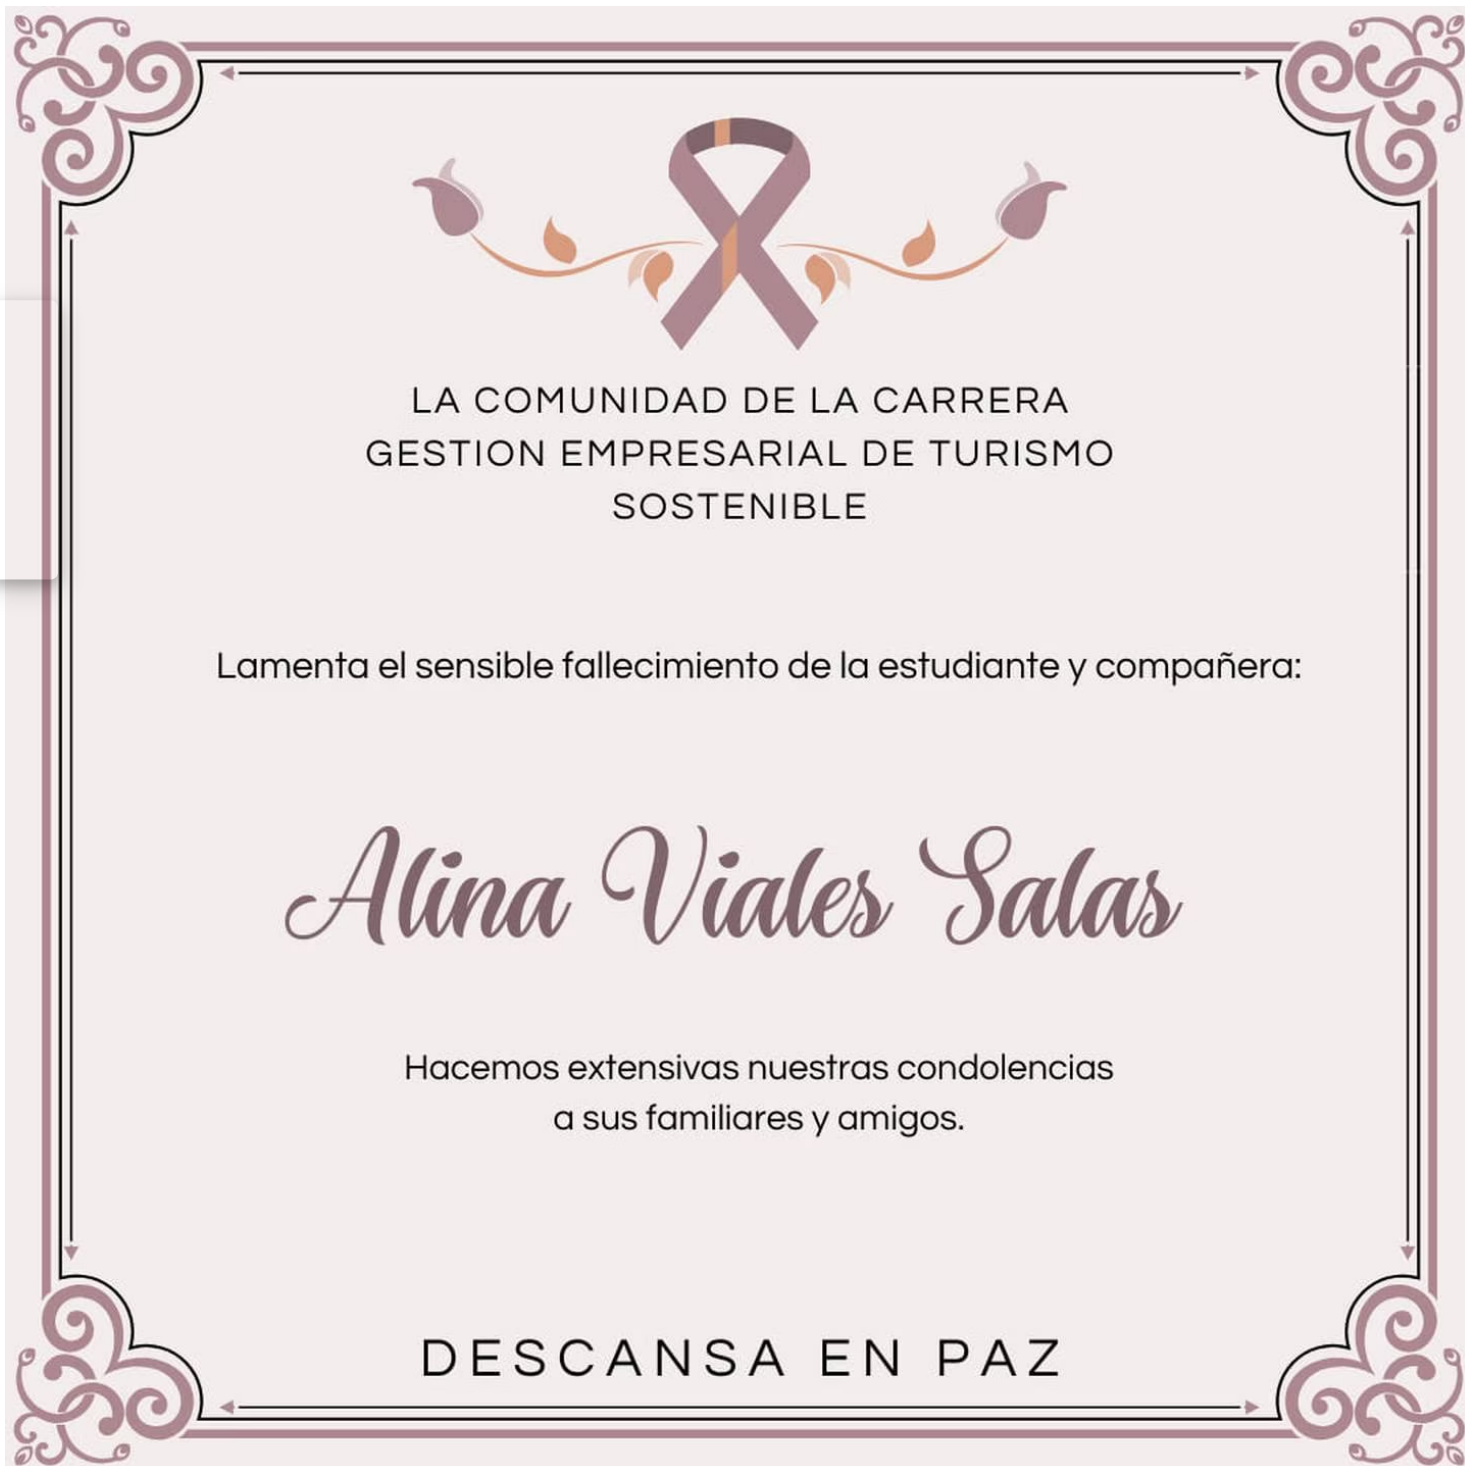 LA COMUNIDAD DE LA CARRERA
GESTION EMPRESARIAL DE TURISMO
SOSTENIBLE
Lamenta el sensible fallecimiento de la estudiante y compañera:
Alina Viales Salas
Hacemos extensivas nuestras condolencias
a sus familiares y amigos.
DESCANSA EN PAZ